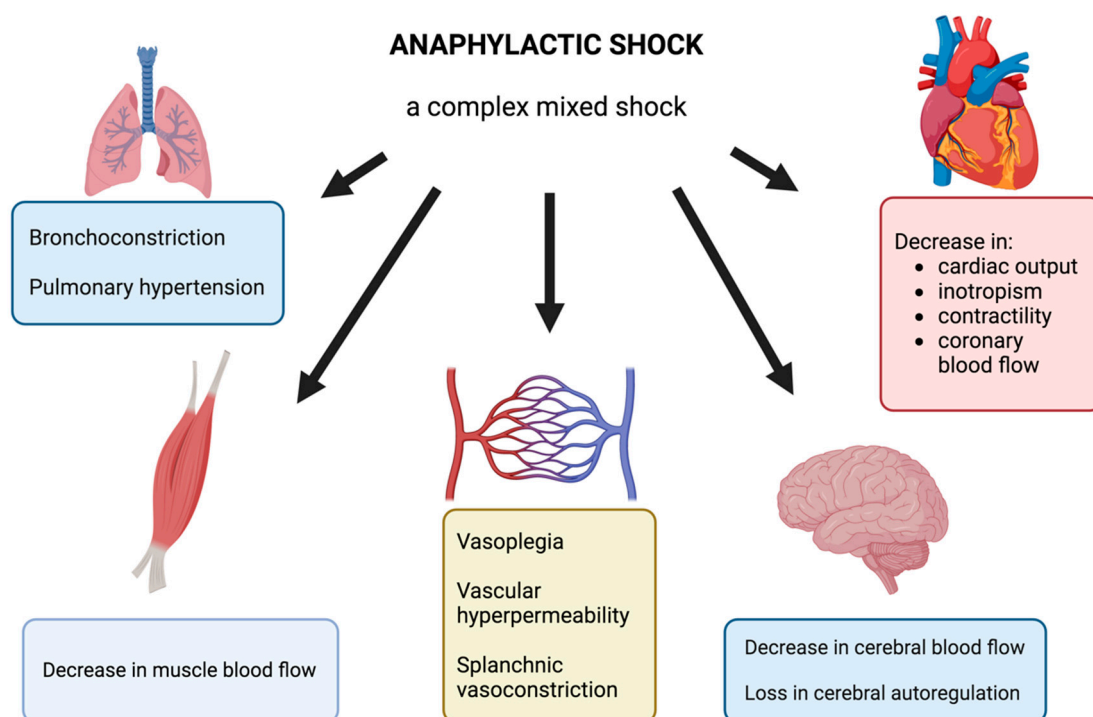 ANAPHYLACTIC SHOCK
a complex mixed shock
Bronchoconstriction
Pulmonary hypertension
Decrease in:
• cardiac output
• inotropism
• contractility
• coronary
blood flow
Decrease in muscle blood flow
Vasoplegia
Vascular
hyperpermeability
Splanchnic
vasoconstriction
Decrease in cerebral blood flow
Loss in cerebral autoregulation